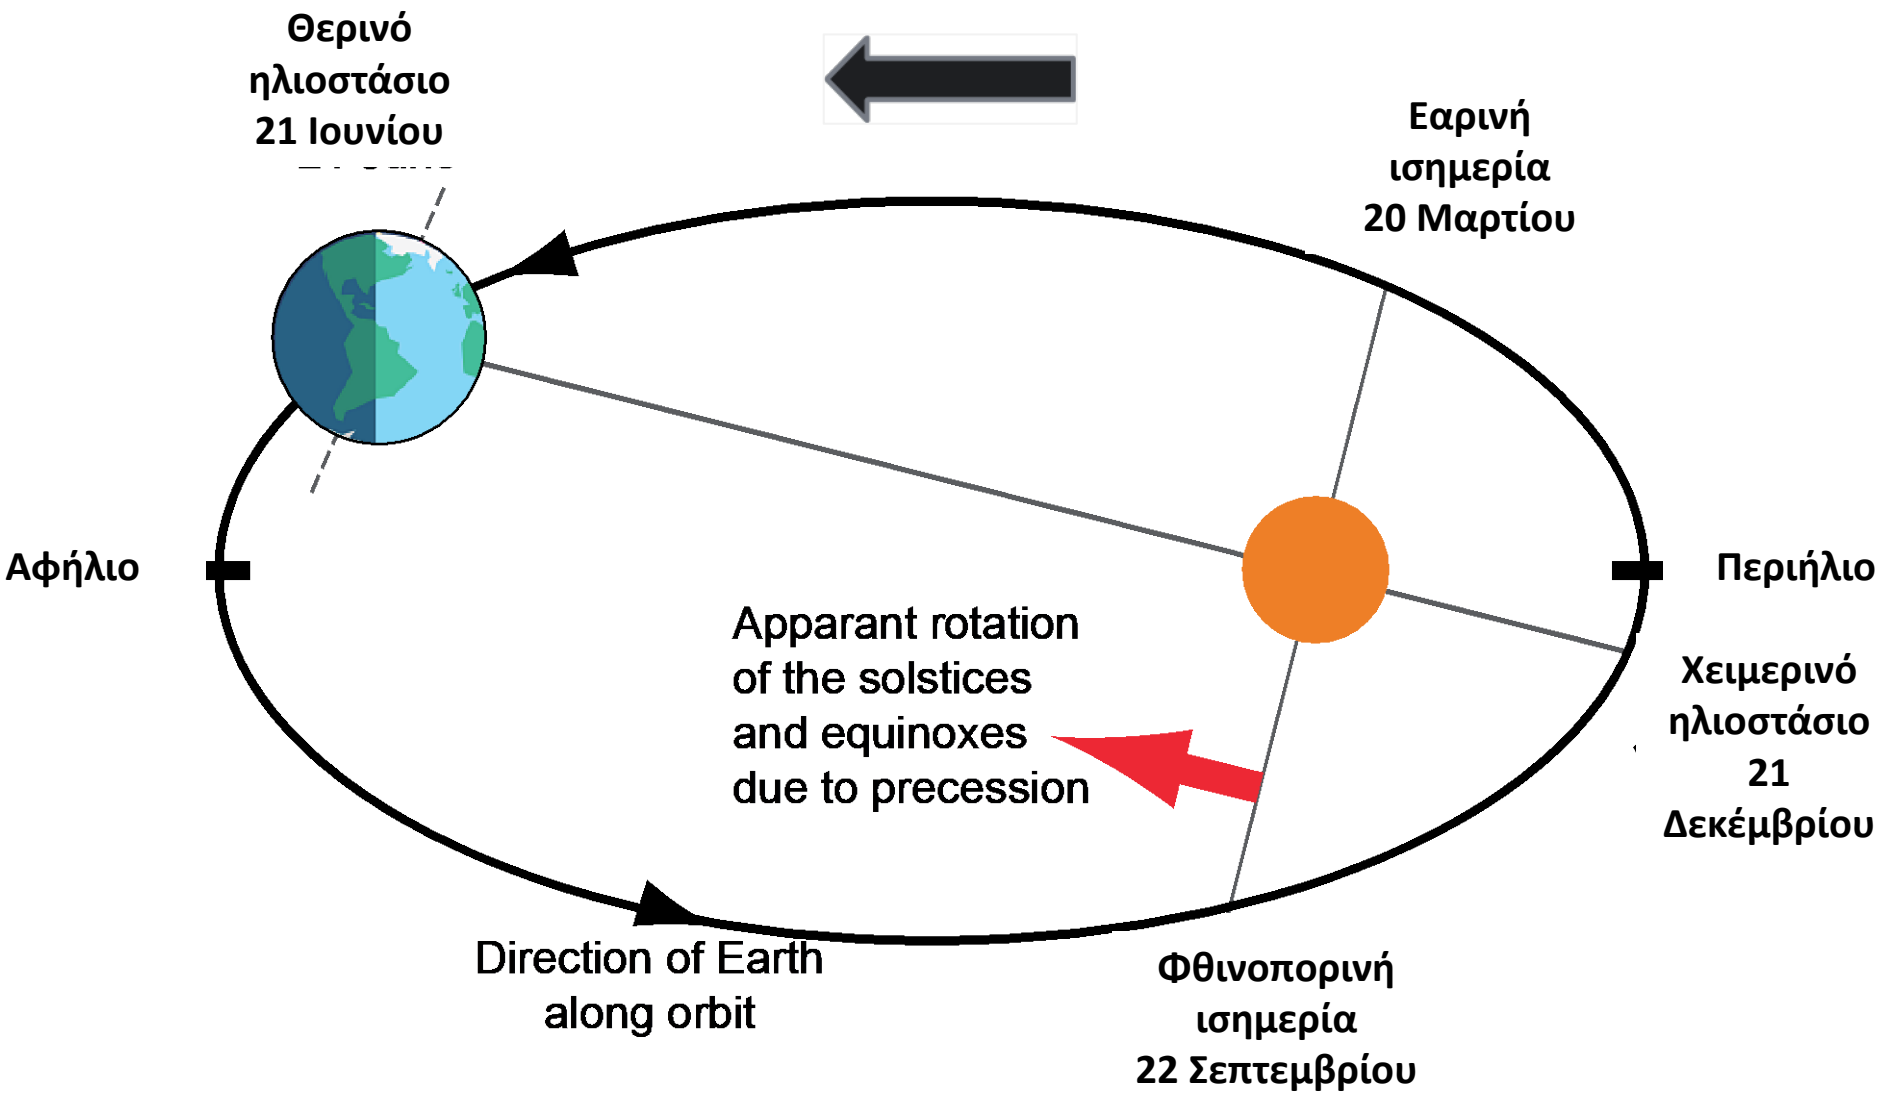 Θερινό
ηλιοστάσιο
21 Ιουνίου
Εαρινή
ισημερία
20 Μαρτίου
Αφήλιο
Περιήλιο
Apparant rotation
of the solstices
and equinoxes
due to precession
Χειμερινό
ηλιοστάσιο
21
Δεκέμβρίου
Direction of Earth
along orbit
Φθινοπορινή
ισημερία
22 Σεπτεμβρίου